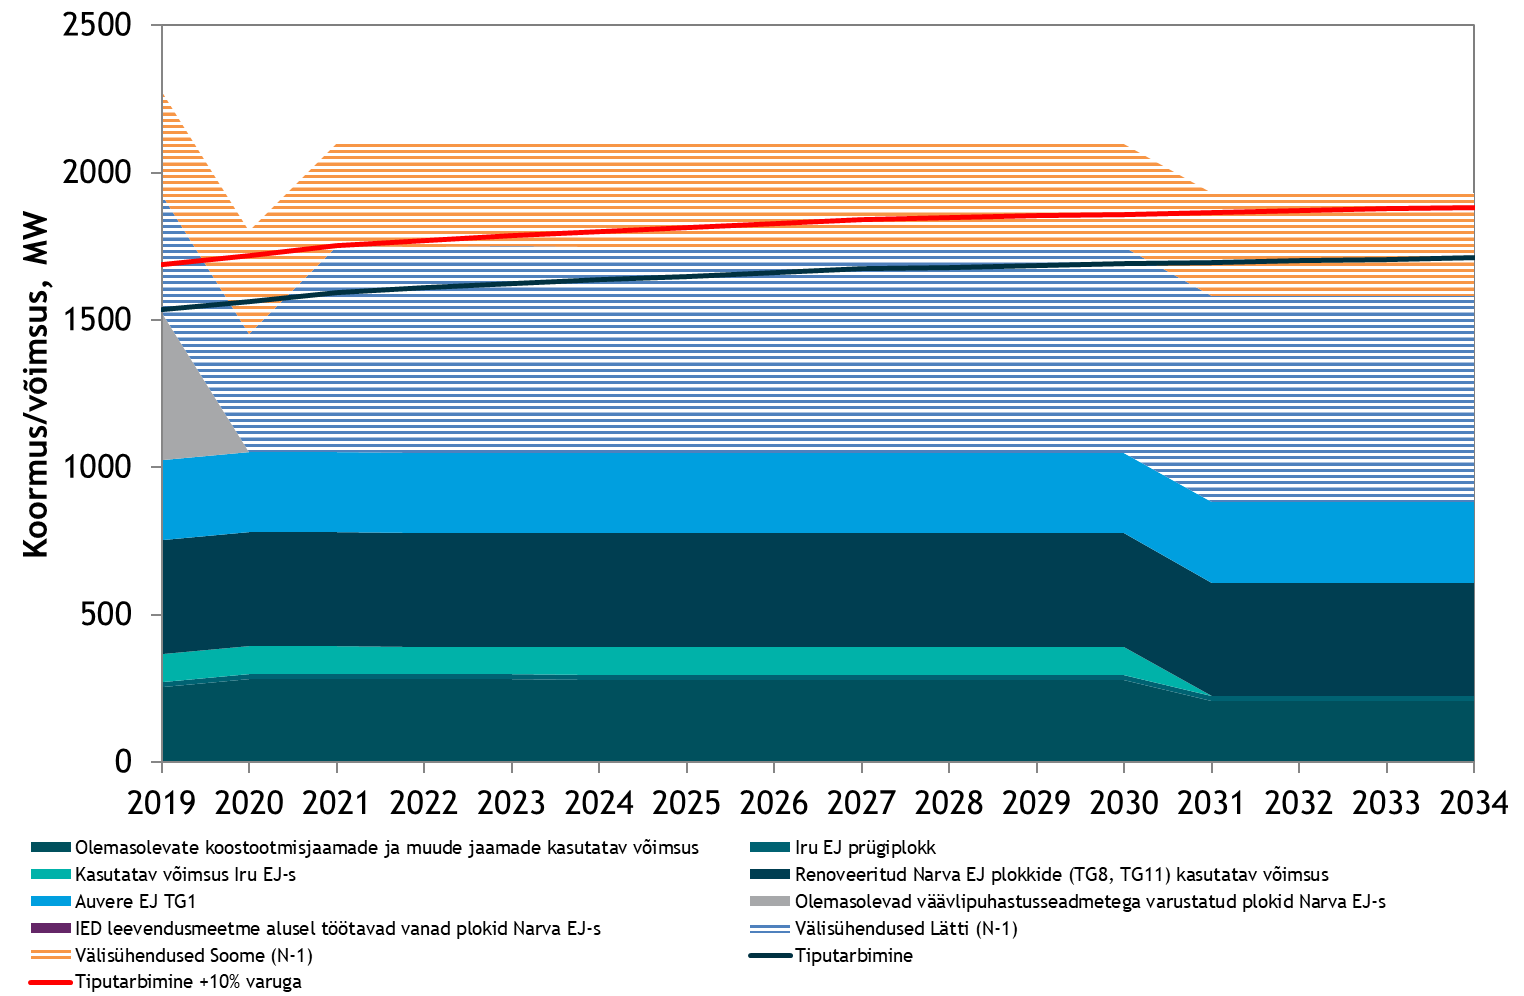 Koormus/võimsus, MW
2500
2000
1500
1000
500
0
2019 2020 2021 2022 2023 2024 2025 2026 2027 2028 2029 2030 2031 2032 2033 2034
Olemasolevate koostootmisjaamade ja muude jaamade kasutatav võimsus
Iru EJ prügiplokk
Kasutatav võimsus Iru EJ-s
Renoveeritud Narva EJ plokkide (TG8, TG11) kasutatav võimsus
Auvere EJ TG1
Olemasolevad väävlipuhastusseadmetega varustatud plokid Narva EJ-s
IED leevendusmeetme alusel töötavad vanad plokid Narva EJ-s
Välisühendused Lätti (N-1)
Välisühendused Soome (N-1)
Tiputarbimine
Tiputarbimine +10% varuga